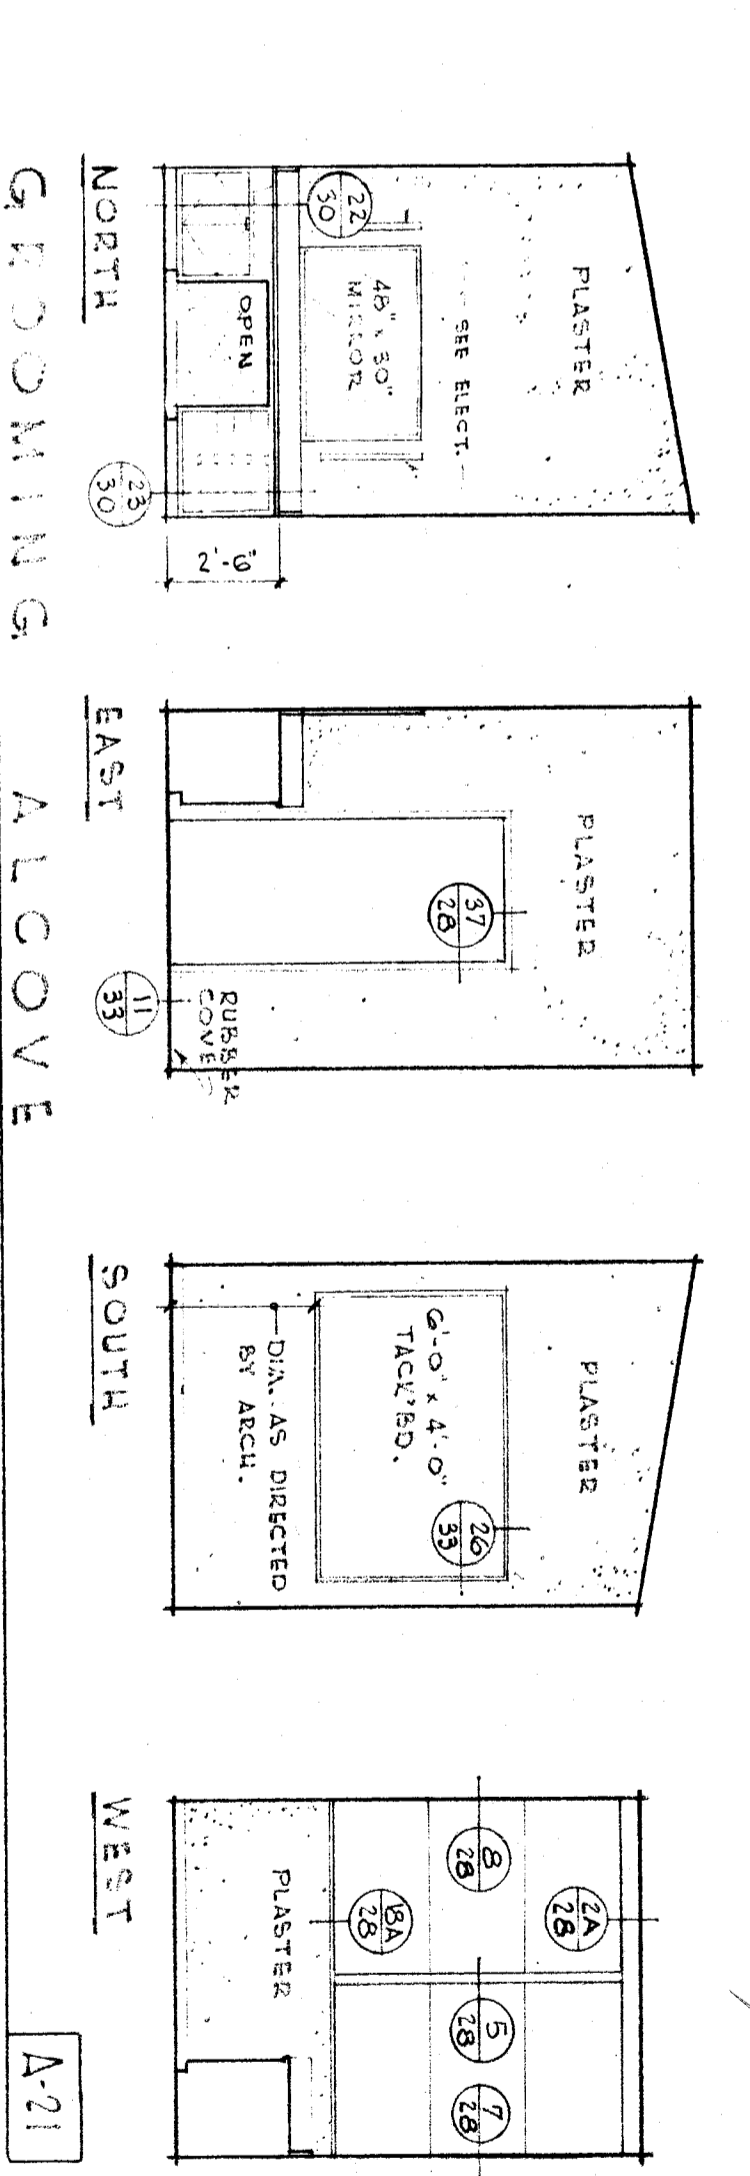 PLASTER
SEE ELECT.
48" x 30"
MIRROR
22
30
OPEN
23
30
2'-6"
NORTH
PLASTER
37
28
RUBBER
COVE
11
33
EAST
PLASTER
6'-0" x 4'-0"
TACK'BD.
26
33
DIM. AS DIRECTED
BY ARCH.
SOUTH
2A
28
8
28
5
28
7
28
18A
28
PLASTER
WEST
GROOMING ALCOVE
A-21